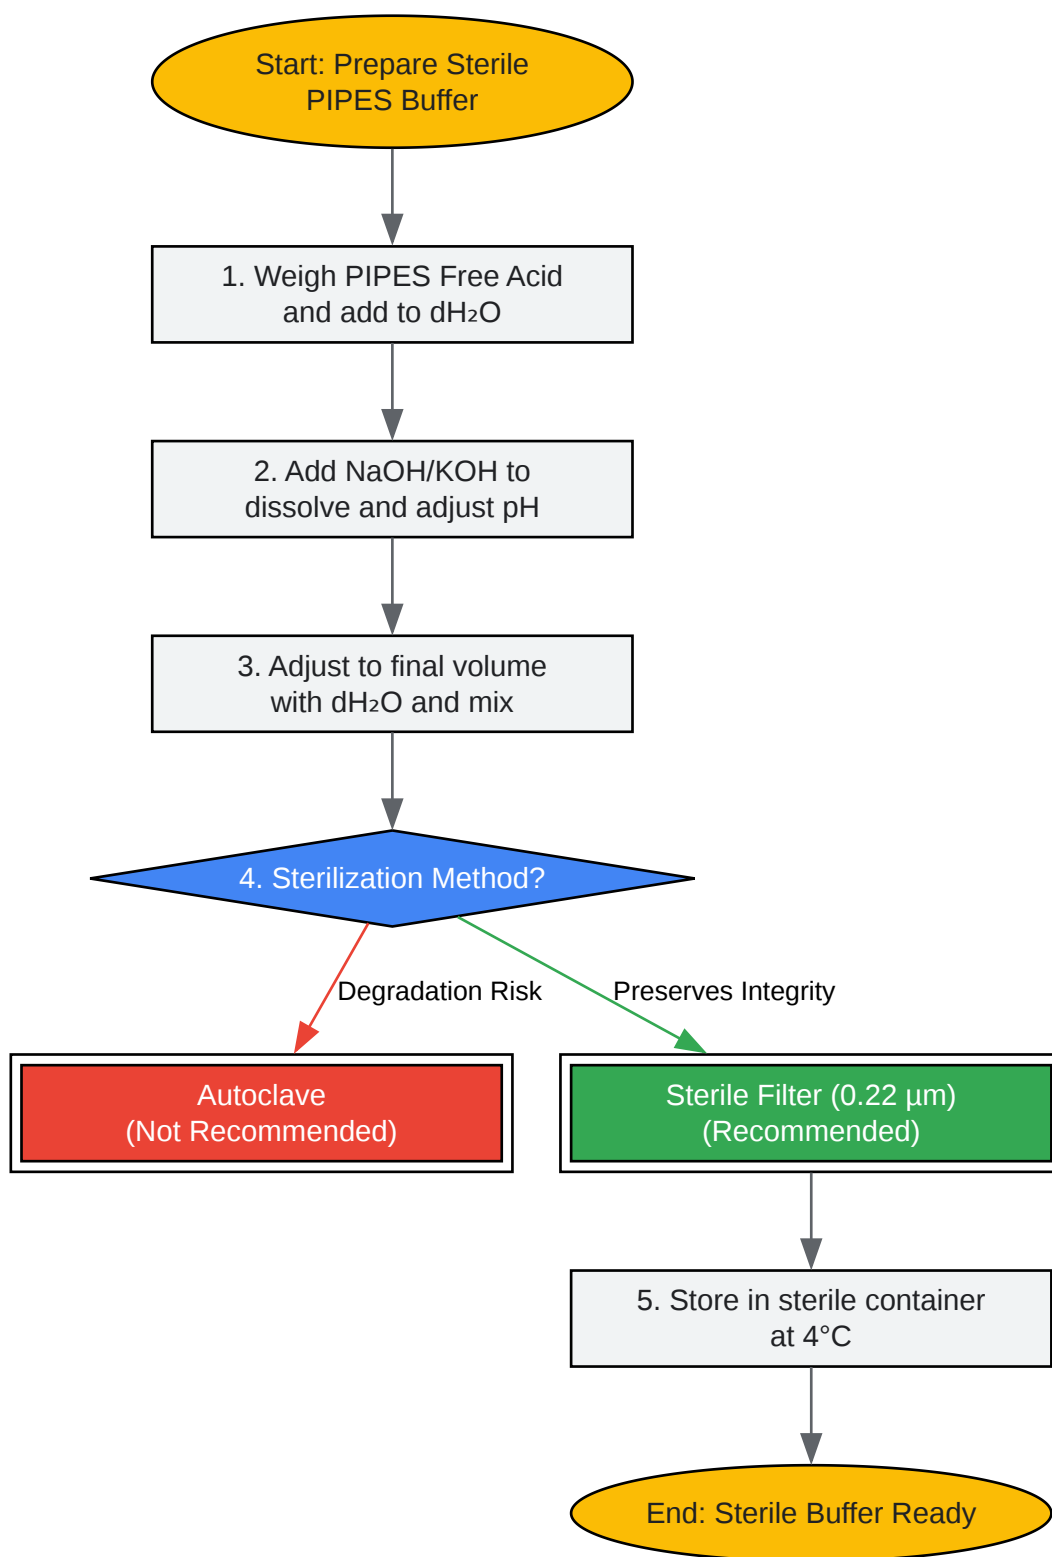 Start: Prepare Sterile
PIPES Buffer
1. Weigh PIPES Free Acid
and add to dH₂O
2. Add NaOH/KOH to
dissolve and adjust pH
3. Adjust to final volume
with dH₂O and mix
4. Sterilization Method?
Degradation Risk
Preserves Integrity
Autoclave
(Not Recommended)
Sterile Filter (0.22 µm)
(Recommended)
5. Store in sterile container
at 4°C
End: Sterile Buffer Ready